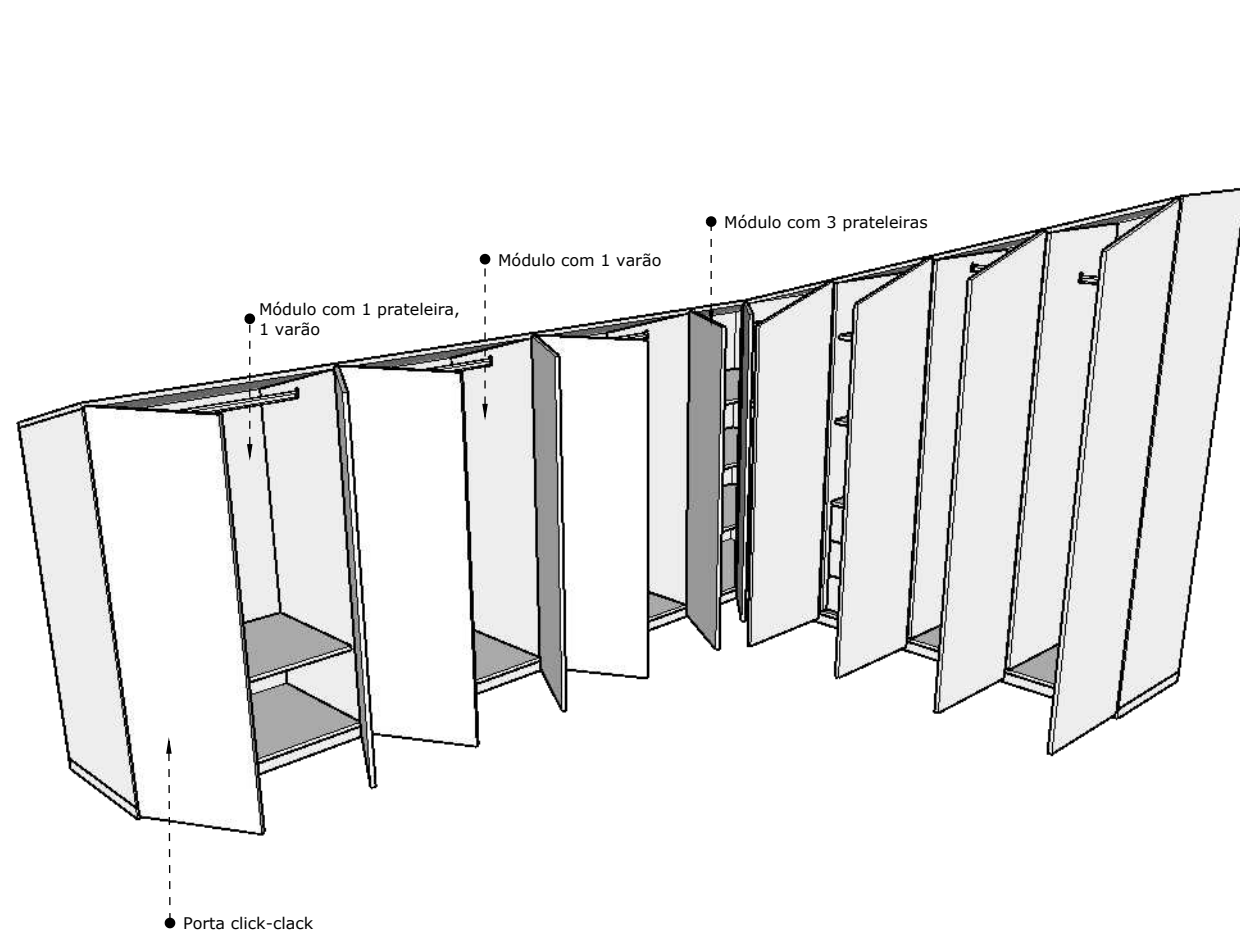 Módulo com 3 prateleiras
Módulo com 1 varão
Módulo com 1 prateleira,
1 varão
Porta click-clack